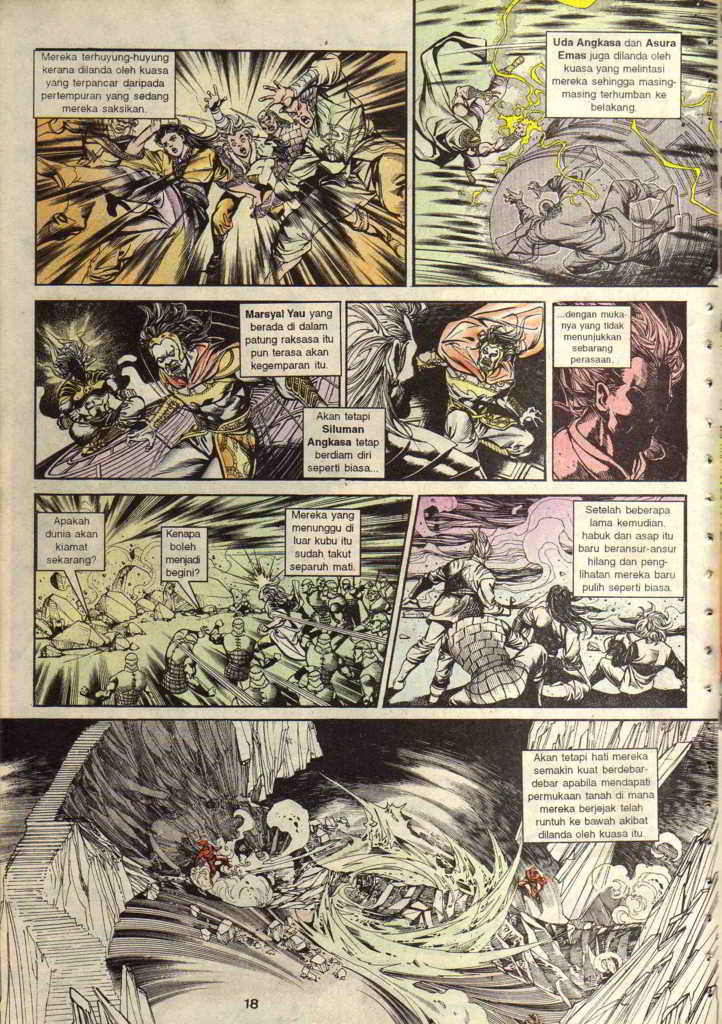 Mereka terhuyung-huyung
kerana dilanda oleh kuasa
yang terpancar daripada
pertempuran yang sedang
mereka saksikan.
Uda Angkasa dan Asura
Emas juga dilanda oleh
kuasa yang melintasi
mereka sehingga masing-
masing terhumban ke
belakang.
Marsyal Yau yang
berada di dalam
patung raksasa itu
pun terasa akan
kegemparan itu.
Akan tetapi
Siluman
Angkasa tetap
berdiam diri
seperti biasa...
...dengan muka-
nya yang tidak
menunjukkan
sebarang
perasaan.
Apakah
dunia akan
kiamat
sekarang?
Kenapa
boleh
menjadi
begini?
Mereka yang
menunggu di
luar kubu itu
sudah takut
separuh mati.
Setelah beberapa
lama kemudian,
habuk dan asap itu
baru beransur-ansur
hilang dan peng-
lihatan mereka baru
pulih seperti biasa.
Akan tetapi hati mereka
semakin kuat berdebar-
debar apabila mendapati
permukaan tanah di mana
mereka berjejak telah
runtuh ke bawah akibat
dilanda oleh kuasa itu.
18